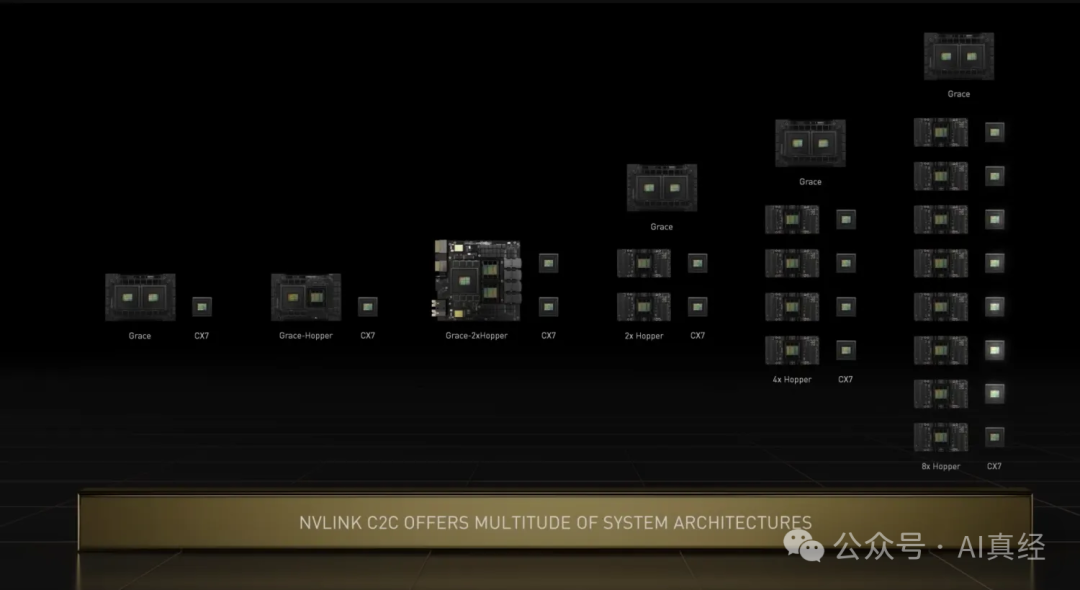 Grace
Grace
Grace
Grace CX7
Grace-Hopper CX7
Grace-2xHopper CX7
2x Hopper CX7
4x Hopper CX7
8x Hopper CX7
NVLINK C2C OFFERS MULTITUDE OF SYSTEM ARCHITECTURES
公众号 · AI真经